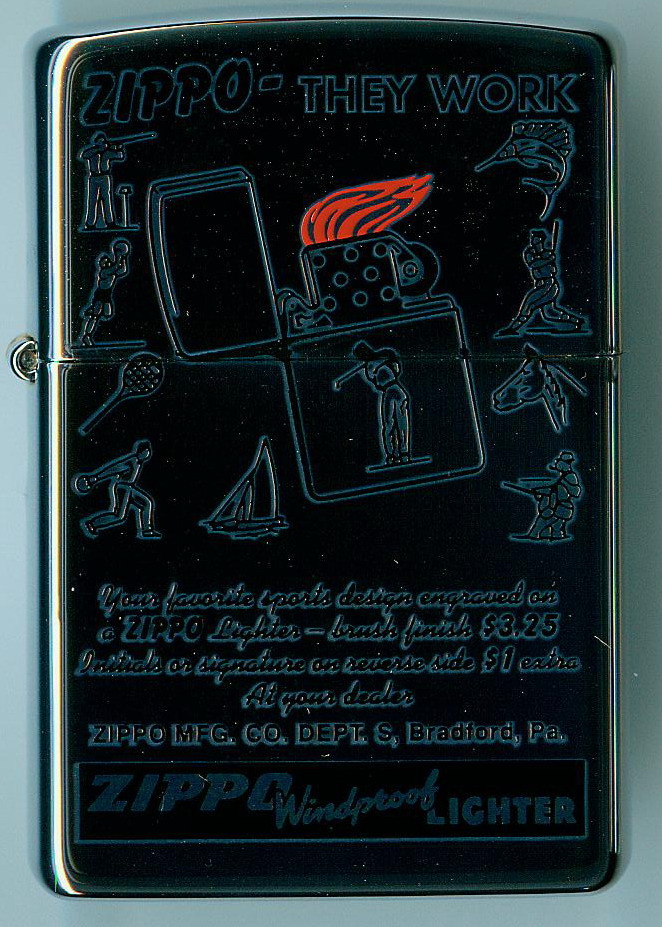 ZIPPO- THEY WORK
Your favorite sports design engraved on
a ZIPPO Lighter – brush finish $3.25
Initials or signature on reverse side $1 extra
At your dealer
ZIPPO MFG. CO. DEPT. S, Bradford, Pa.
ZIPPO Windproof LIGHTER